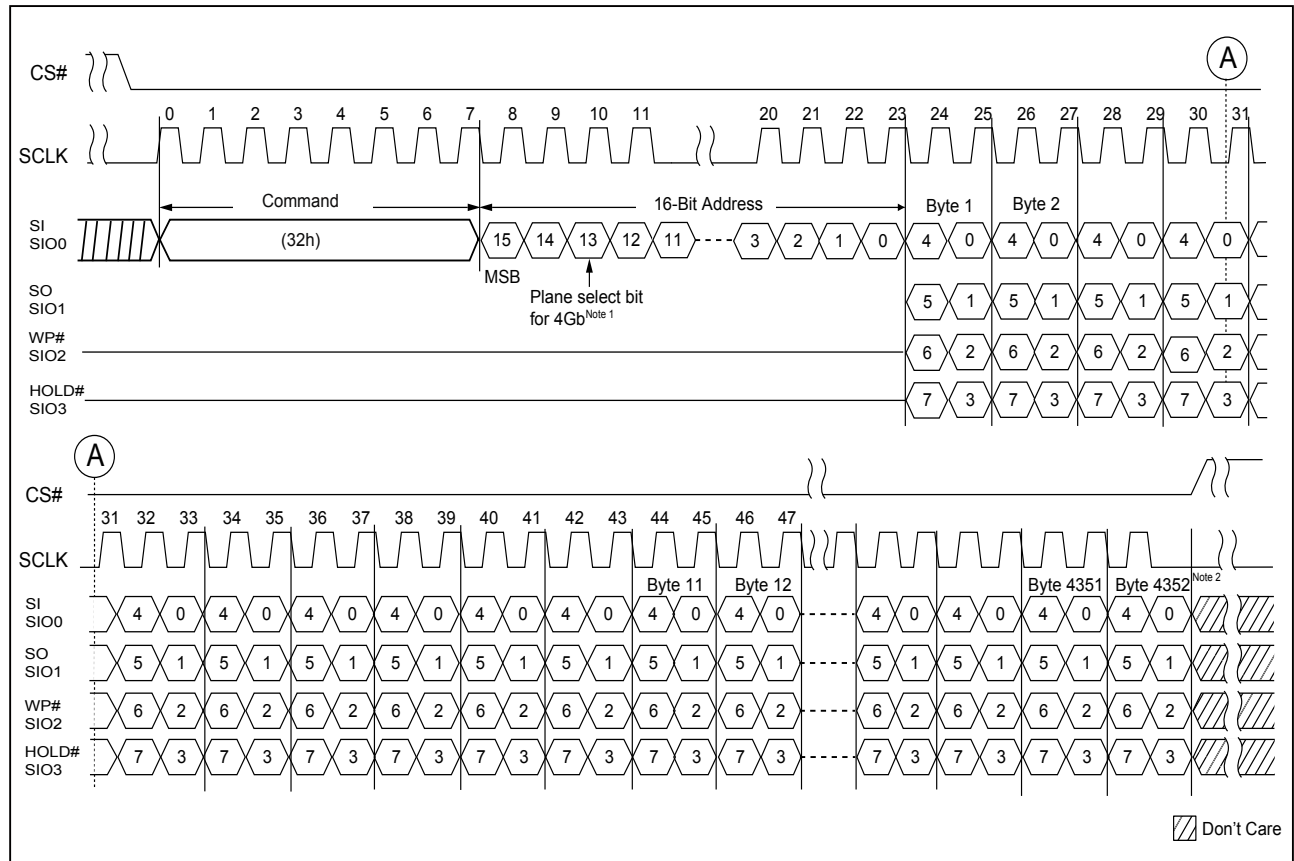 A
CS#
0 1 2 3 4 5 6 7 8 9 10 11 20 21 22 23 24 25 26 27 28 29 30 31
SCLK
Command 16-Bit Address Byte 1 Byte 2
SI
SIO0
(32h) 15 14 13 12 11 3 2 1 0 4 0 4 0 4 0 4 0
MSB
Plane select bit
for 4Gb Note 1
SO
SIO1
5 1 5 1 5 1 5 1
WP#
SIO2
6 2 6 2 6 2 6 2
HOLD#
SIO3
7 3 7 3 7 3 7 3
A
CS#
31 32 33 34 35 36 37 38 39 40 41 42 43 44 45 46 47
SCLK
Byte 11 Byte 12 Byte 4351 Byte 4352 Note 2
SI
SIO0
4 0 4 0 4 0 4 0 4 0 4 0 4 0 4 0 4 0 4 0 4 0 4 0
SO
SIO1
5 1 5 1 5 1 5 1 5 1 5 1 5 1 5 1 5 1 5 1 5 1 5 1
WP#
SIO2
6 2 6 2 6 2 6 2 6 2 6 2 6 2 6 2 6 2 6 2 6 2 6 2
HOLD#
SIO3
7 3 7 3 7 3 7 3 7 3 7 3 7 3 7 3 7 3 7 3 7 3 7 3
Don't Care